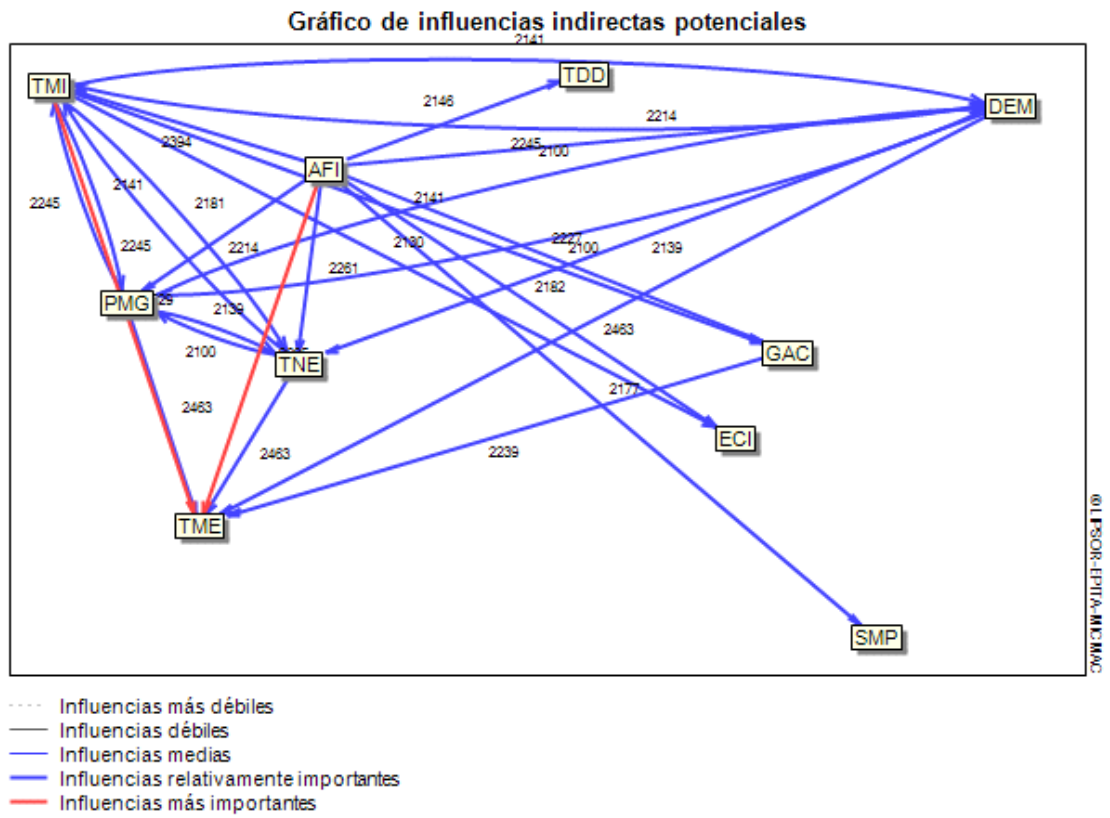 Gráfico de influencias indirectas potenciales
2141
TMI
TDD
DEM
2146
2214
2394
2245
2100
AFI
2141
2181
2141
2245
2245
2214
2130
2227
2100
2139
2261
2182
PMG
29
2139
2463
2100
TNE
GAC
2177
2463
ECI
2463
2239
TME
SMP
©LIPSOR-EPITA-MICMAC
Influencias más débiles
Influencias débiles
Influencias medias
Influencias relativamente importantes
Influencias más importantes